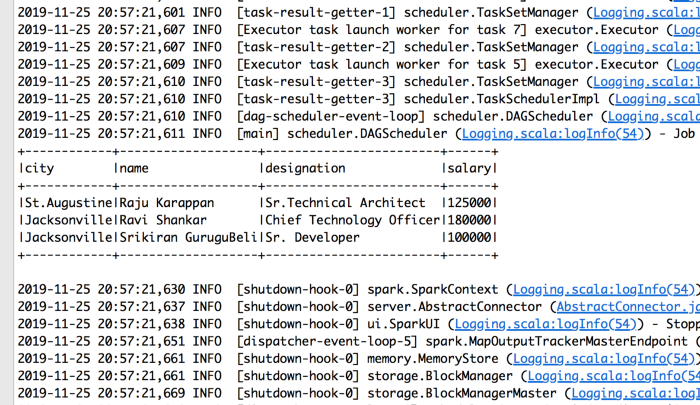 2019-11-25 20:57:21,601 INFO  [task-result-getter-1] scheduler.TaskSetManager (Logging.scala:l
2019-11-25 20:57:21,607 INFO  [Executor task launch worker for task 7] executor.Executor (Log
2019-11-25 20:57:21,607 INFO  [task-result-getter-2] scheduler.TaskSetManager (Logging.scala:l
2019-11-25 20:57:21,609 INFO  [Executor task launch worker for task 5] executor.Executor (Logg
2019-11-25 20:57:21,610 INFO  [task-result-getter-3] scheduler.TaskSetManager (Logging.scala:l
2019-11-25 20:57:21,610 INFO  [task-result-getter-3] scheduler.TaskSchedulerImpl (Logging.scal
2019-11-25 20:57:21,610 INFO  [dag-scheduler-event-loop] scheduler.DAGScheduler (Logging.scala
2019-11-25 20:57:21,611 INFO  [main] scheduler.DAGScheduler (Logging.scala:logInfo(54)) - Job
+------------+-------------------+------------------------+------+
|city        |name               |designation             |salary|
+------------+-------------------+------------------------+------+
|St.Augustine|Raju Karappan      |Sr.Technical Architect  |125000|
|Jacksonville|Ravi Shankar       |Chief Technology Officer|180000|
|Jacksonville|Srikiran GuruguBeli|Sr. Developer           |100000|
+------------+-------------------+------------------------+------+
2019-11-25 20:57:21,630 INFO  [shutdown-hook-0] spark.SparkContext (Logging.scala:logInfo(54))
2019-11-25 20:57:21,637 INFO  [shutdown-hook-0] server.AbstractConnector (AbstractConnector.ja
2019-11-25 20:57:21,638 INFO  [shutdown-hook-0] ui.SparkUI (Logging.scala:logInfo(54)) - Stopp
2019-11-25 20:57:21,651 INFO  [dispatcher-event-loop-5] spark.MapOutputTrackerMasterEndpoint (
2019-11-25 20:57:21,661 INFO  [shutdown-hook-0] memory.MemoryStore (Logging.scala:logInfo(54))
2019-11-25 20:57:21,661 INFO  [shutdown-hook-0] storage.BlockManager (Logging.scala:logInfo(54
2019-11-25 20:57:21,669 INFO  [shutdown-hook-0] storage.BlockManagerMaster (Logging.scala:logI